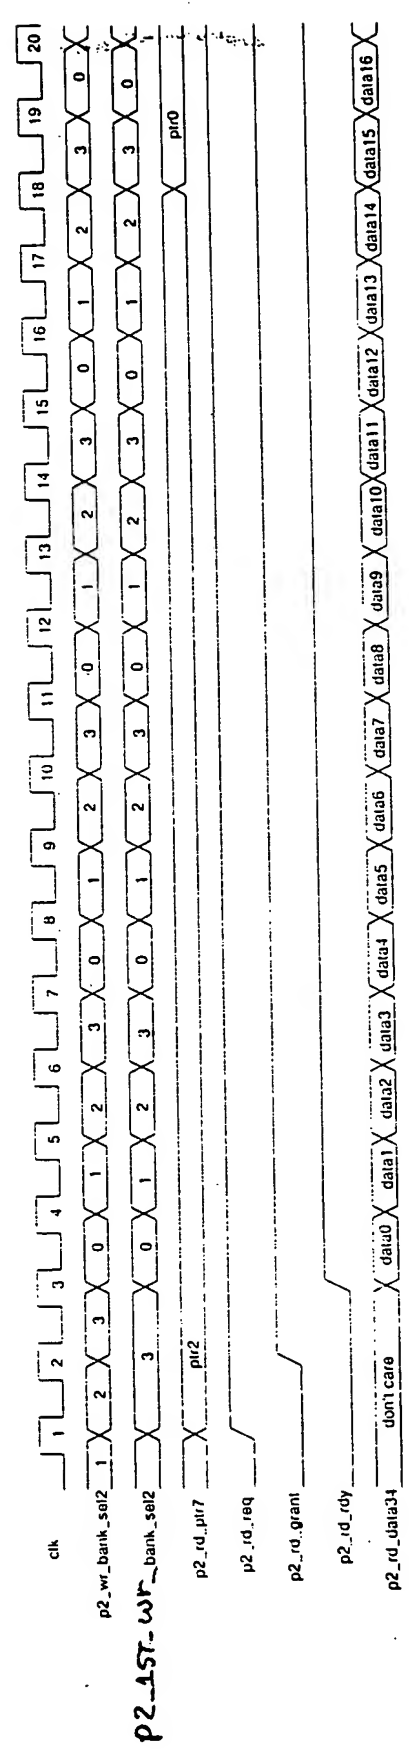 clk 1 2 3 4 5 6 7 8 9 10 11 12 13 14 15 16 17 18 19 20
p2_wr_bank_sel2 1 2 3 0 1 2 3 0 1 2 3 0 1 2 3 0 1 2 3 0
P2_1ST_wr_bank_sel2 3 0 1 2 3 0 1 2 3 0 1 2 3 0 1 2 3 0
p2_rd_ptr7 ptr2 ptr0
p2_rd_req
p2_rd_grant
p2_rd_rdy
p2_rd_data34 don't care data0 data1 data2 data3 data4 data5 data6 data7 data8 data9 data10 data11 data12 data13 data14 data15 data16